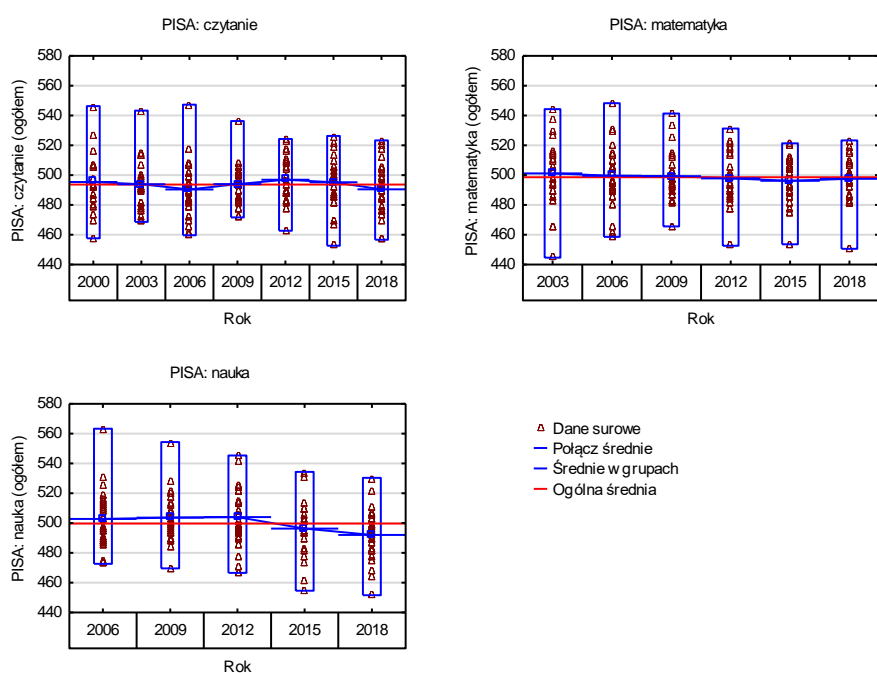 PISA: czytanie
PISA: czytanie (ogółem)
580
560
540
520
500
480
460
440
2000 2003 2006 2009 2012 2015 2018
Rok
PISA: matematyka
PISA: matematyka (ogółem)
580
560
540
520
500
480
460
440
2003 2006 2009 2012 2015 2018
Rok
PISA: nauka
PISA: nauka (ogółem)
580
560
540
520
500
480
460
440
2006 2009 2012 2015 2018
Rok
Dane surowe
Połącz średnie
Średnie w grupach
Ogólna średnia